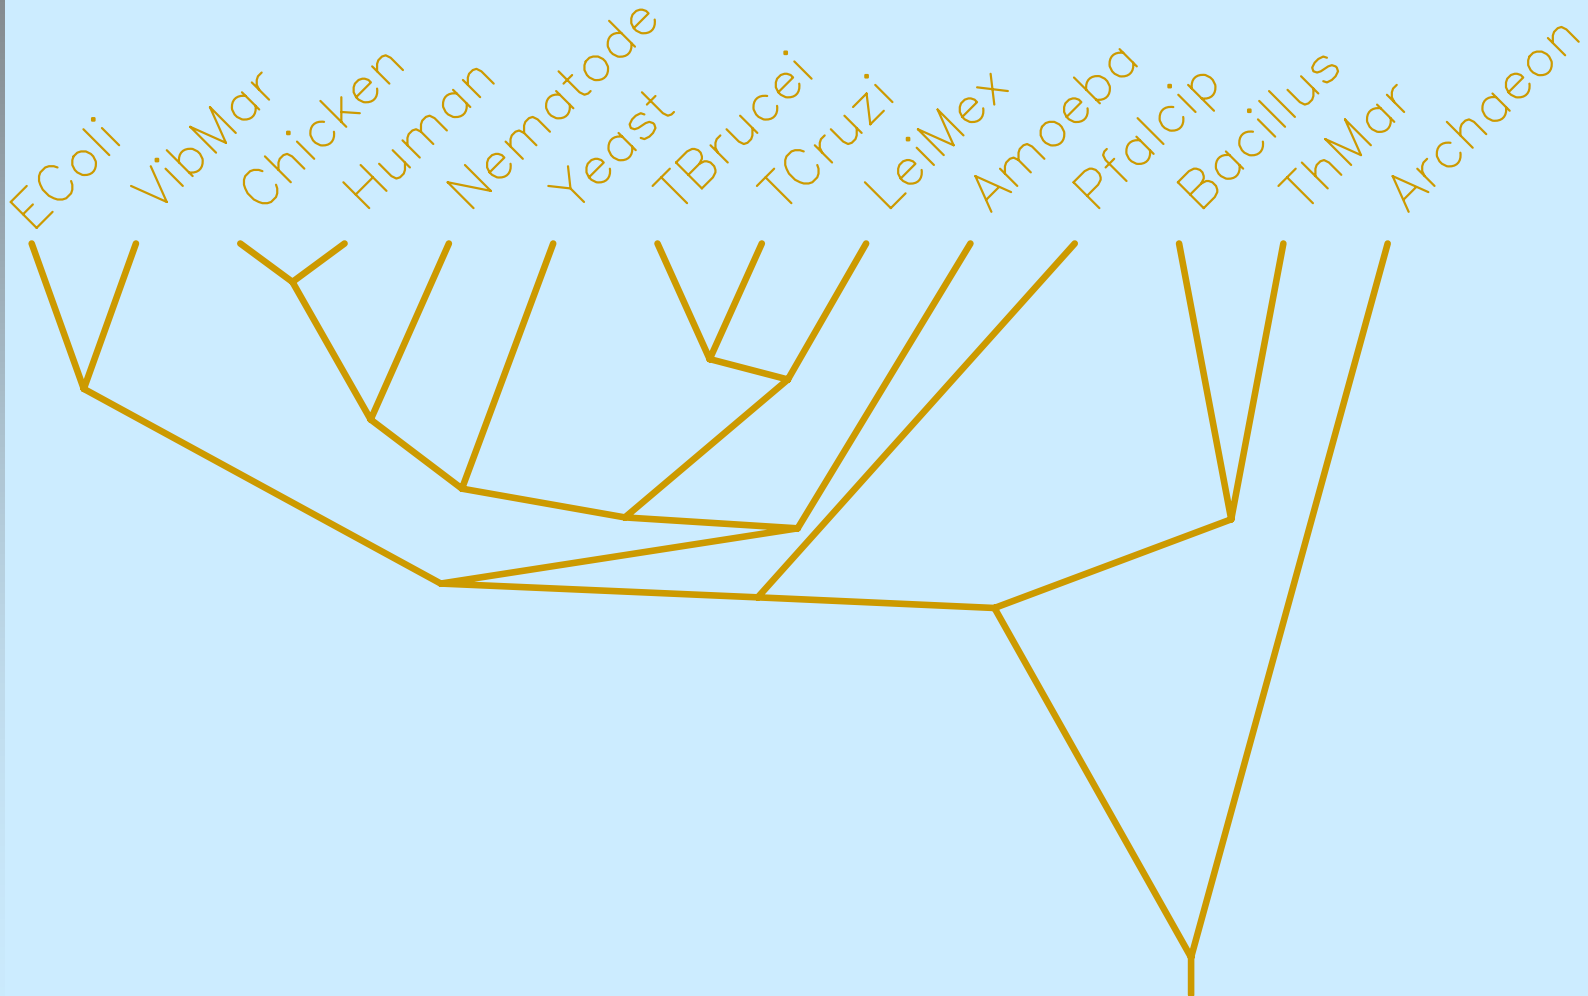 EColi
VibMar
Chicken
Human
Nematode
Yeast
TBrucei
TCruzi
LeiMex
Amoeba
Pfalcip
Bacillus
ThMar
Archaeon